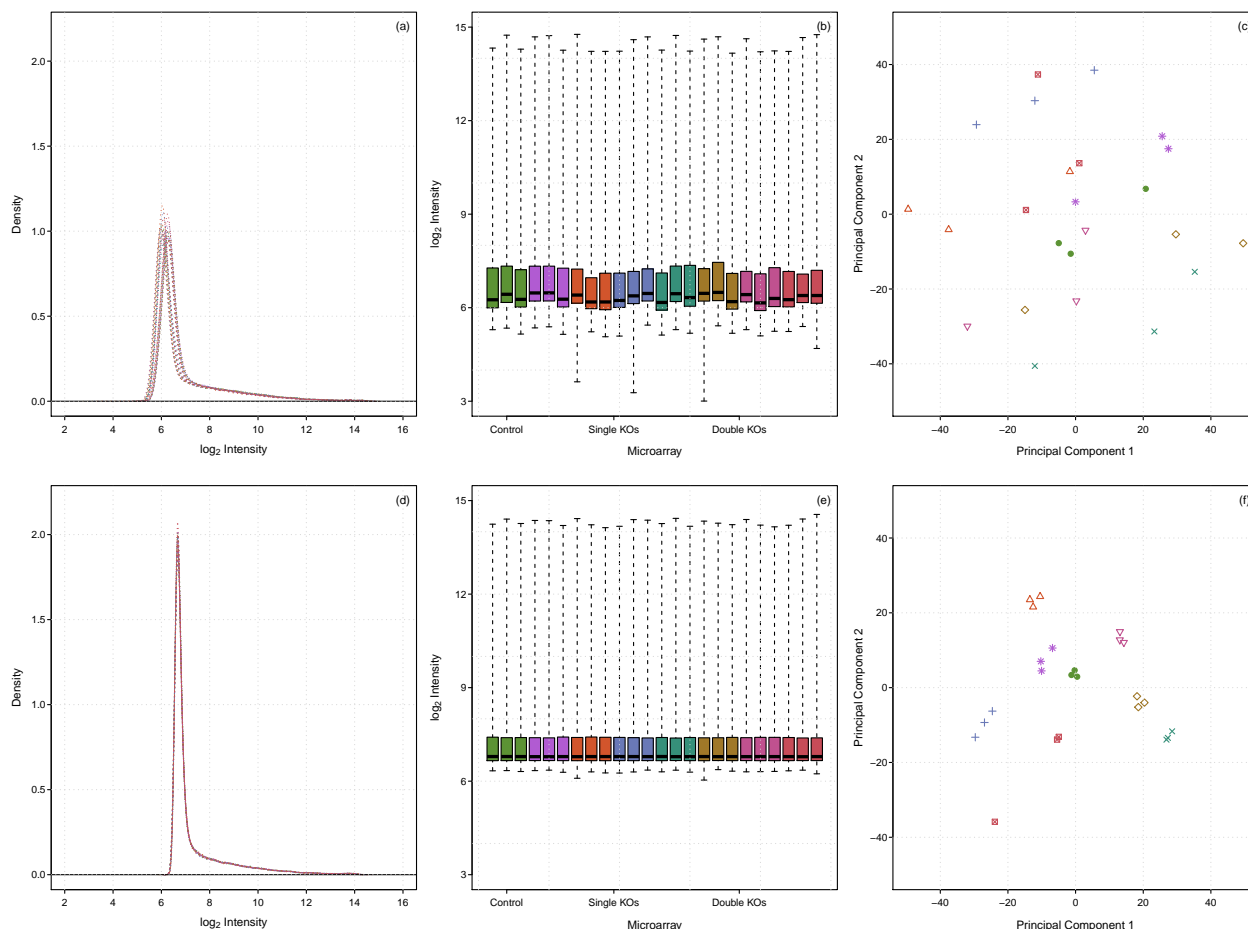 (a)
2.0
1.5
1.0
0.5
0.0
Density
2 4 6 8 10 12 14 16
log2 Intensity
(b)
15
12
9
6
3
log2 Intensity
Control Single KOs Double KOs
Microarray
(c)
40
20
0
−20
−40
Principal Component 2
−40 −20 0 20 40
Principal Component 1
(d)
2.0
1.5
1.0
0.5
0.0
Density
2 4 6 8 10 12 14 16
log2 Intensity
(e)
15
12
9
6
3
log2 Intensity
Control Single KOs Double KOs
Microarray
(f)
40
20
0
−20
−40
Principal Component 2
−40 −20 0 20 40
Principal Component 1